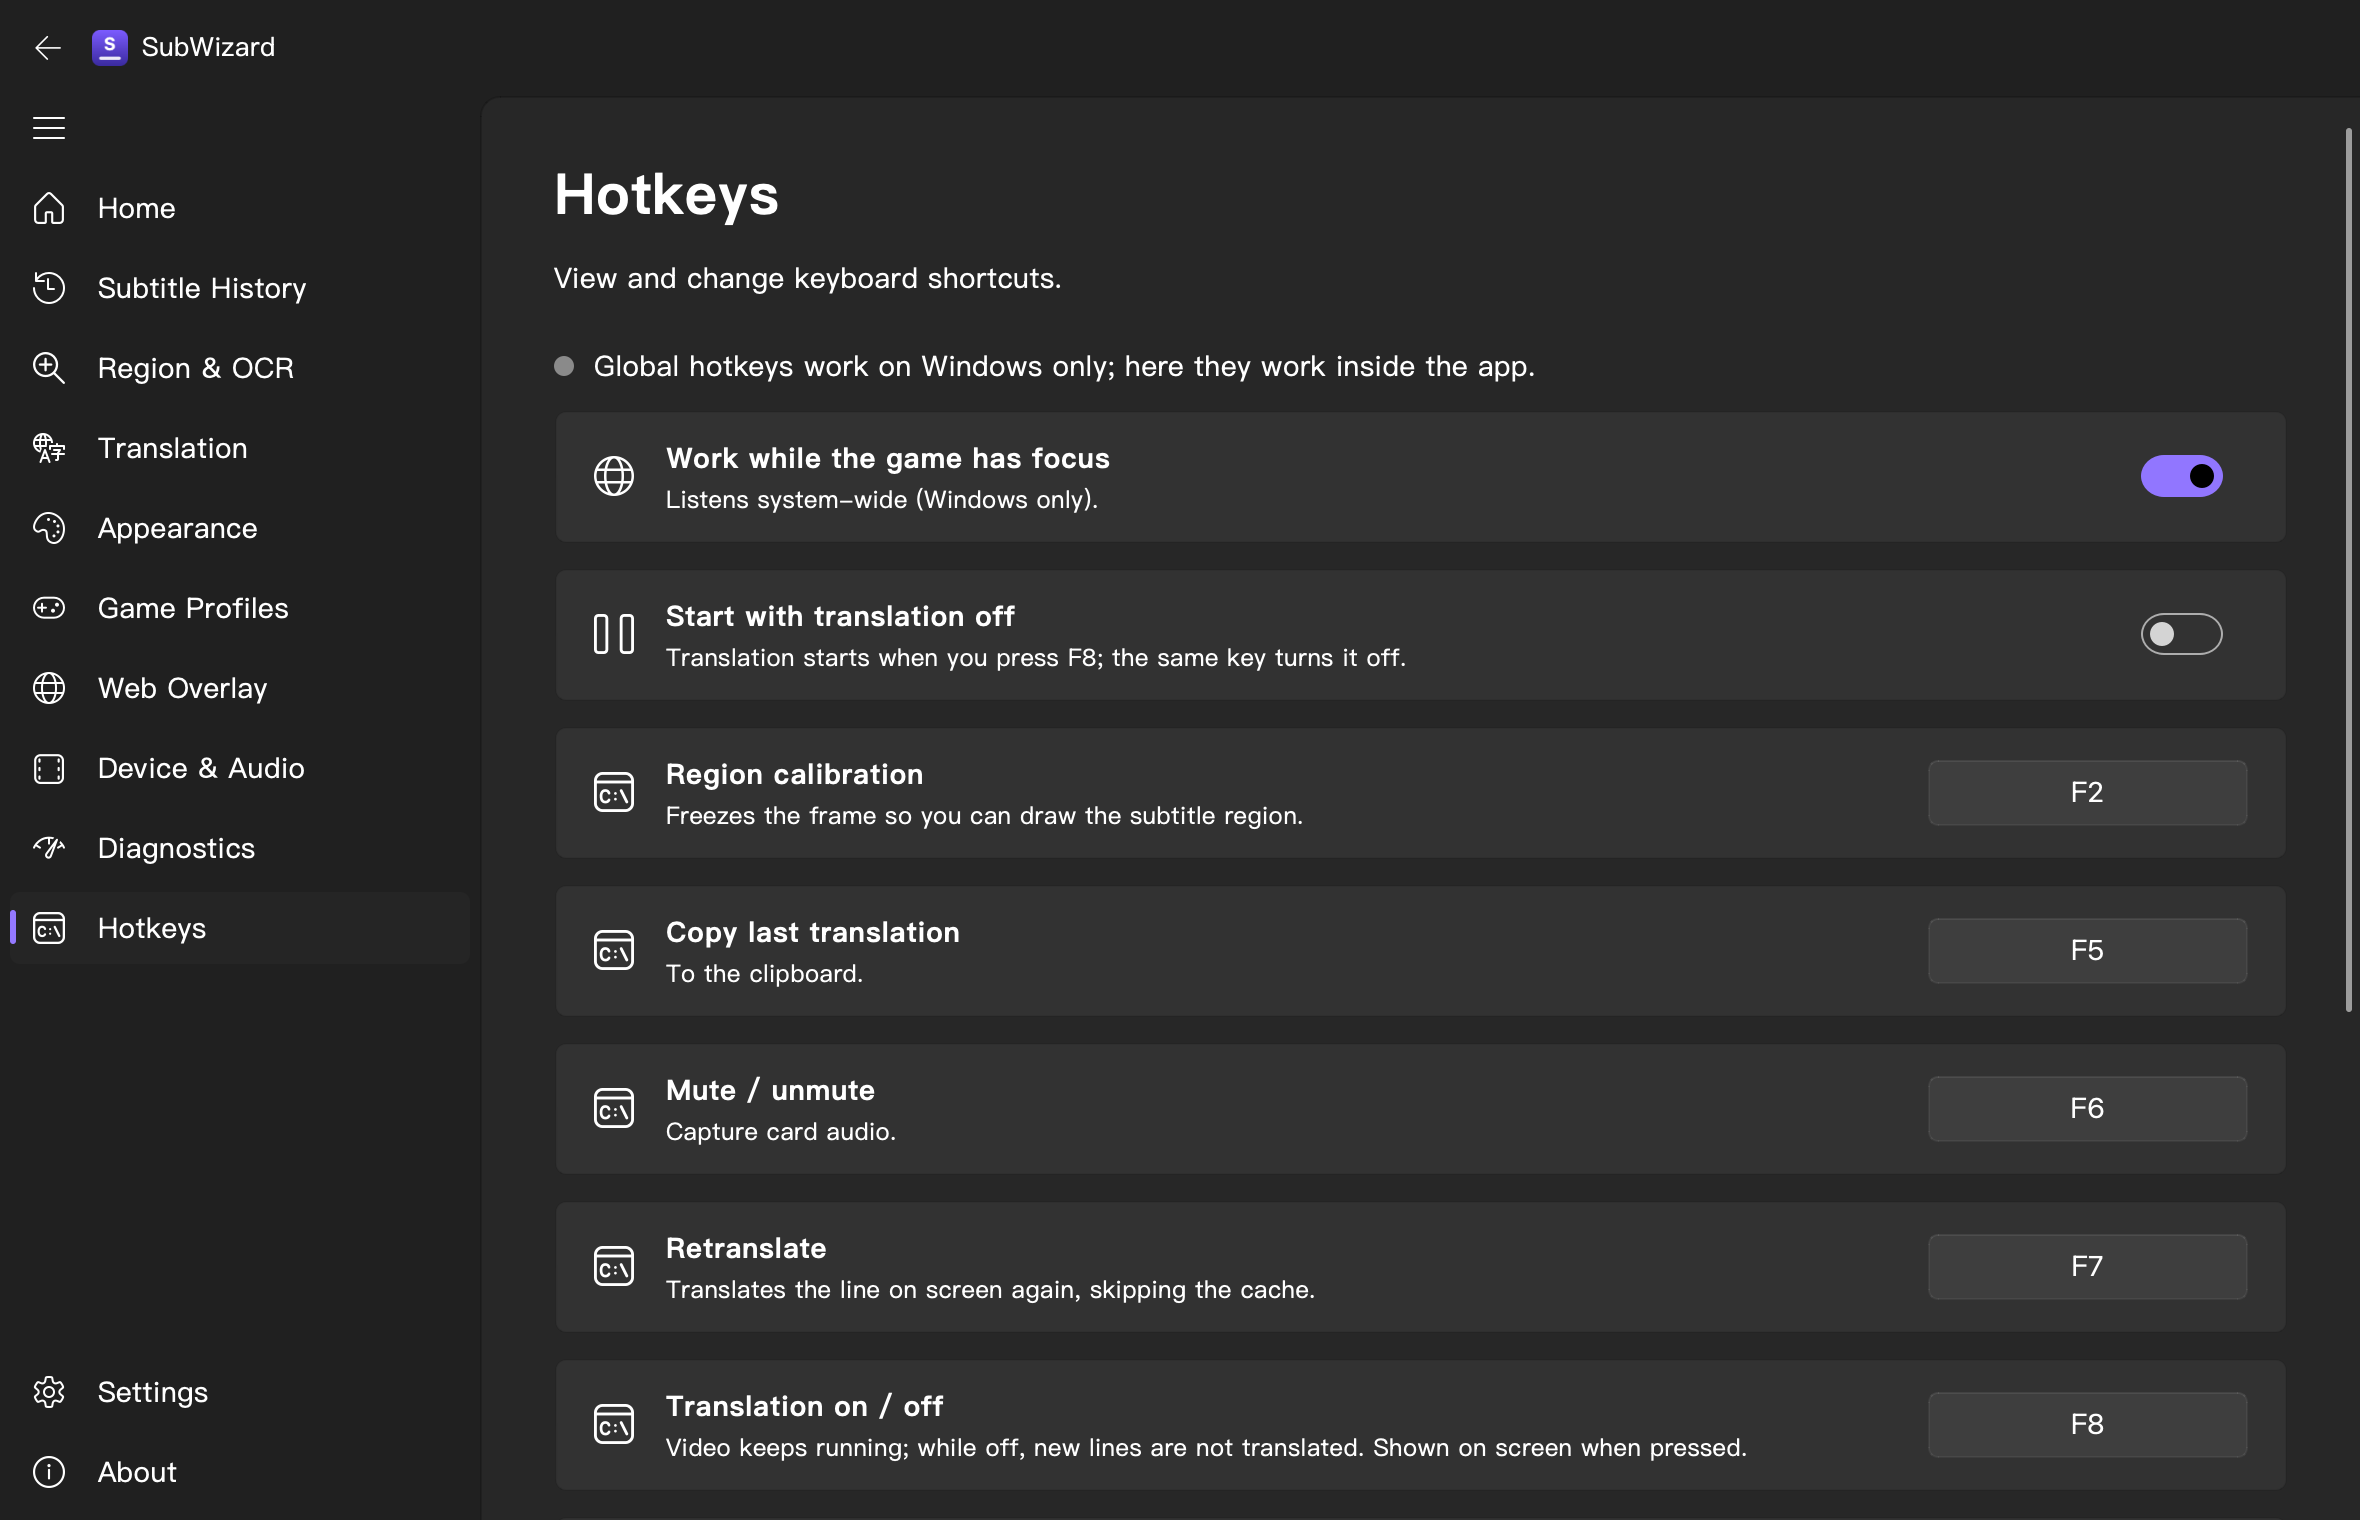 SubWizard
Home
Subtitle History
Region & OCR
Translation
Appearance
Game Profiles
Web Overlay
Device & Audio
Diagnostics
Hotkeys
Settings
About
Hotkeys
View and change keyboard shortcuts.
Global hotkeys work on Windows only; here they work inside the app.
Work while the game has focus
Listens system-wide (Windows only).
Start with translation off
Translation starts when you press F8; the same key turns it off.
Region calibration
Freezes the frame so you can draw the subtitle region.
F2
Copy last translation
To the clipboard.
F5
Mute / unmute
Capture card audio.
F6
Retranslate
Translates the line on screen again, skipping the cache.
F7
Translation on / off
Video keeps running; while off, new lines are not translated. Shown on screen when pressed.
F8